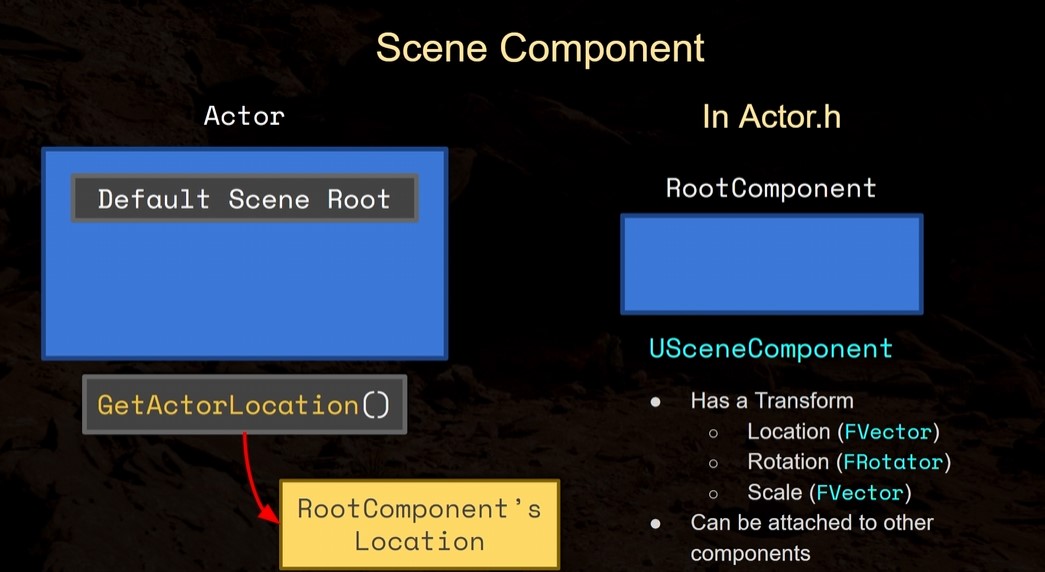 Scene Component
Actor
Default Scene Root
GetActorLocation()
RootComponent's
Location
In Actor.h
RootComponent
USceneComponent
● Has a Transform
○ Location (FVector)
○ Rotation (FRotator)
○ Scale (FVector)
● Can be attached to other
components